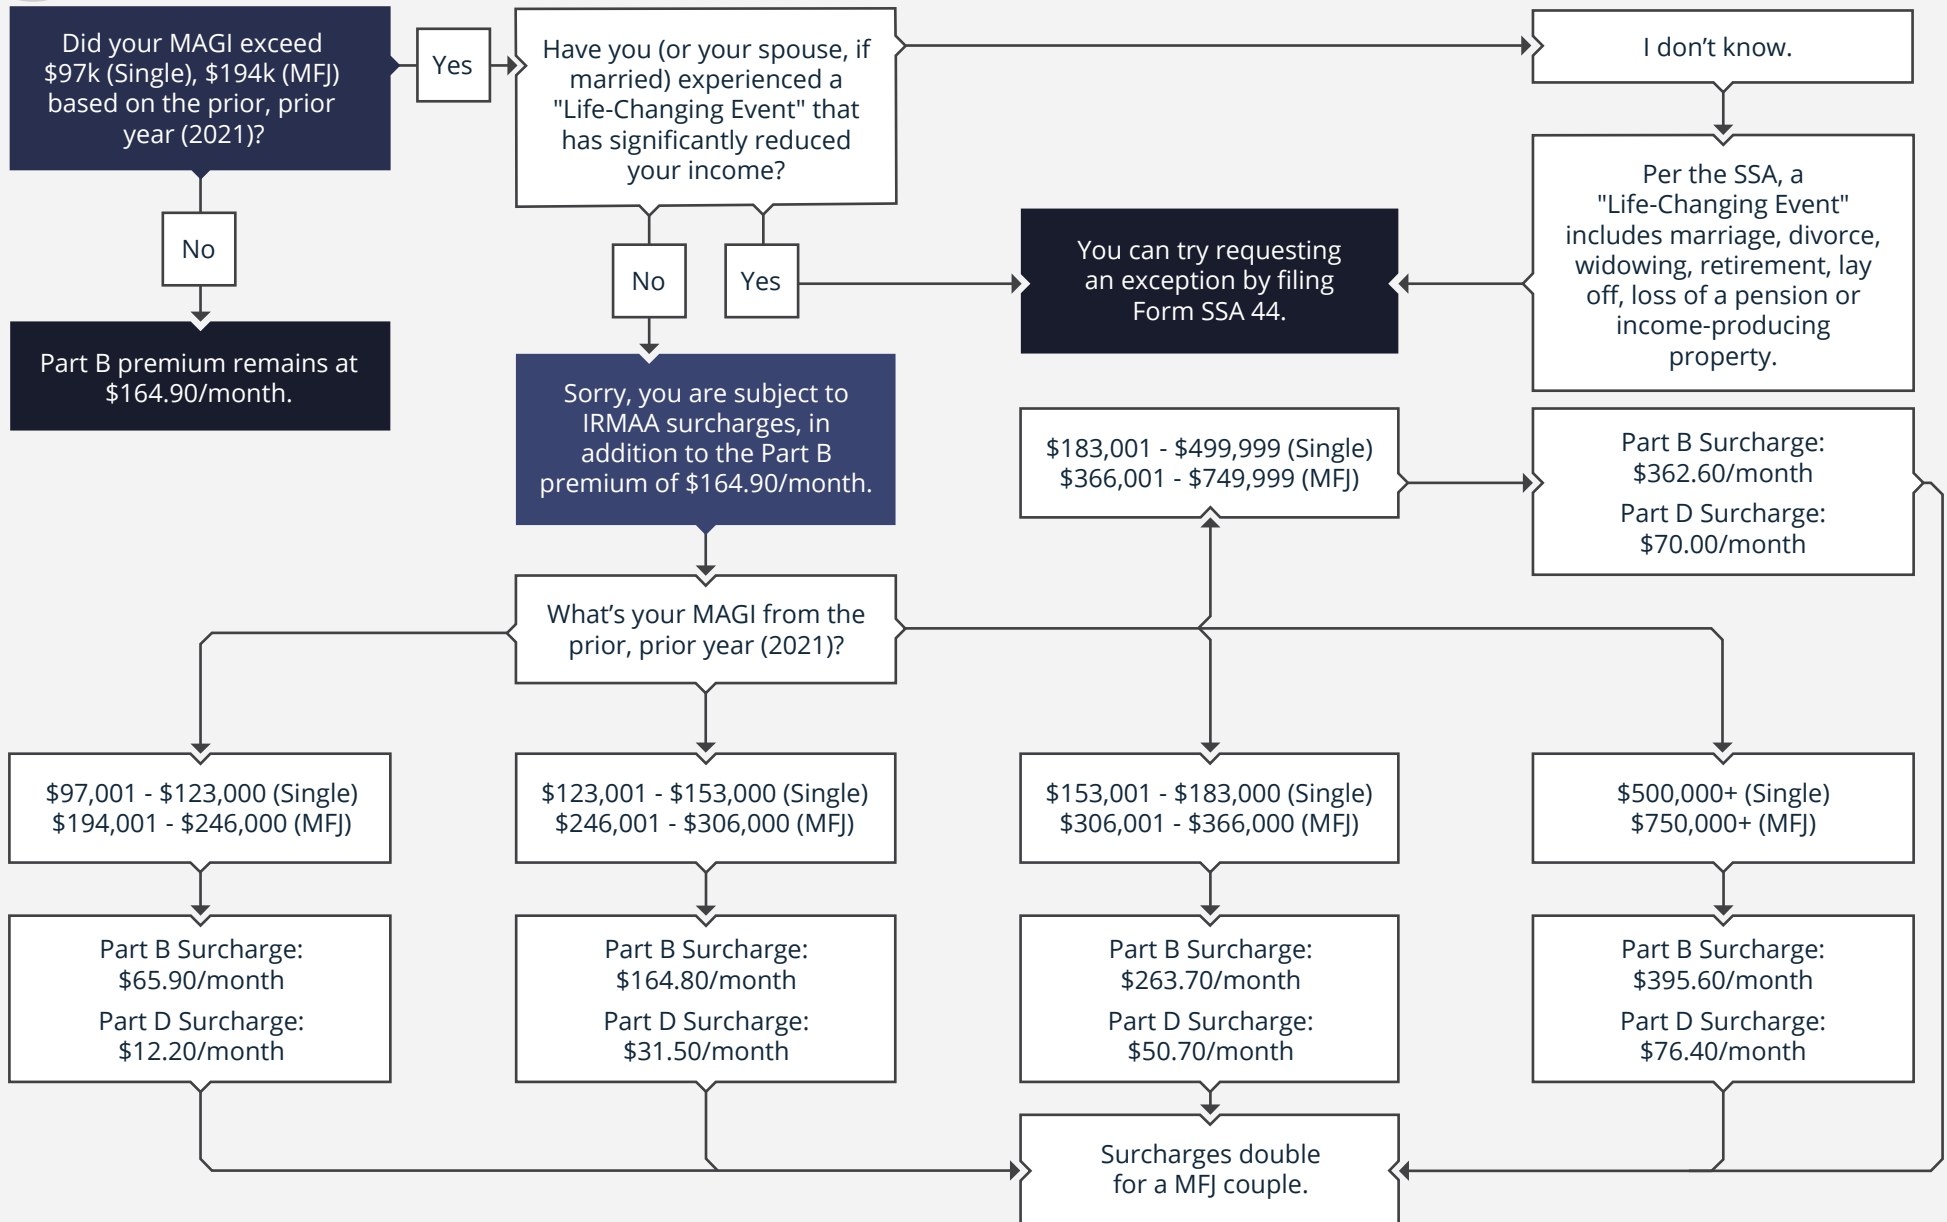 Did your MAGI exceed
$97k (Single), $194k (MFJ)
based on the prior, prior
year (2021)?
Yes
Have you (or your spouse, if
married) experienced a
"Life-Changing Event" that
has significantly reduced
your income?
I don’t know.
No
No
Yes
You can try requesting
an exception by filing
Form SSA 44.
Per the SSA, a
"Life-Changing Event"
includes marriage, divorce,
widowing, retirement, lay
off, loss of a pension or
income-producing
property.
Part B premium remains at
$164.90/month.
Sorry, you are subject to
IRMAA surcharges, in
addition to the Part B
premium of $164.90/month.
$183,001 - $499,999 (Single)
$366,001 - $749,999 (MFJ)
Part B Surcharge:
$362.60/month
Part D Surcharge:
$70.00/month
What’s your MAGI from the
prior, prior year (2021)?
$97,001 - $123,000 (Single)
$194,001 - $246,000 (MFJ)
$123,001 - $153,000 (Single)
$246,001 - $306,000 (MFJ)
$153,001 - $183,000 (Single)
$306,001 - $366,000 (MFJ)
$500,000+ (Single)
$750,000+ (MFJ)
Part B Surcharge:
$65.90/month
Part D Surcharge:
$12.20/month
Part B Surcharge:
$164.80/month
Part D Surcharge:
$31.50/month
Part B Surcharge:
$263.70/month
Part D Surcharge:
$50.70/month
Part B Surcharge:
$395.60/month
Part D Surcharge:
$76.40/month
Surcharges double
for a MFJ couple.